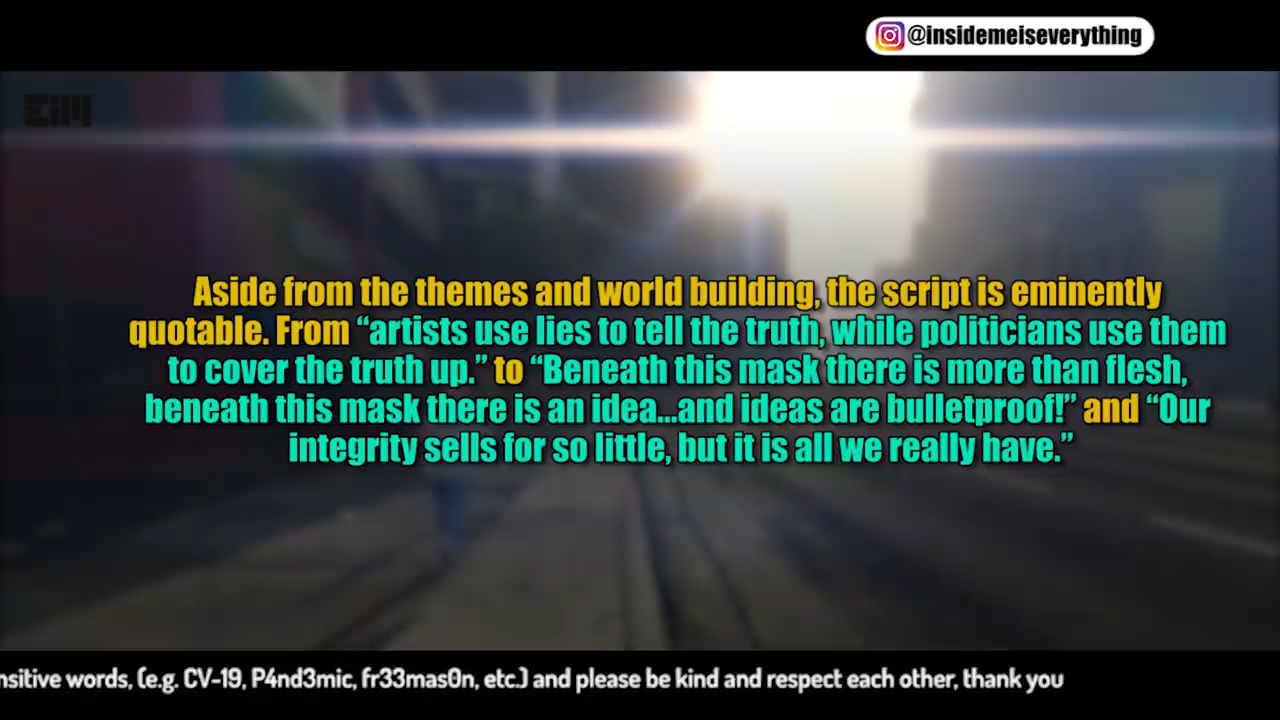 @insidemeiseverything
EiM
Aside from the themes and world building, the script is eminently
quotable. From “artists use lies to tell the truth, while politicians use them
to cover the truth up.” to “Beneath this mask there is more than flesh,
beneath this mask there is an idea...and ideas are bulletproof!” and “Our
integrity sells for so little, but it is all we really have.”
nsitive words, (e.g. CV-19, P4nd3mic, fr33mas0n, etc.) and please be kind and respect each other, thank you